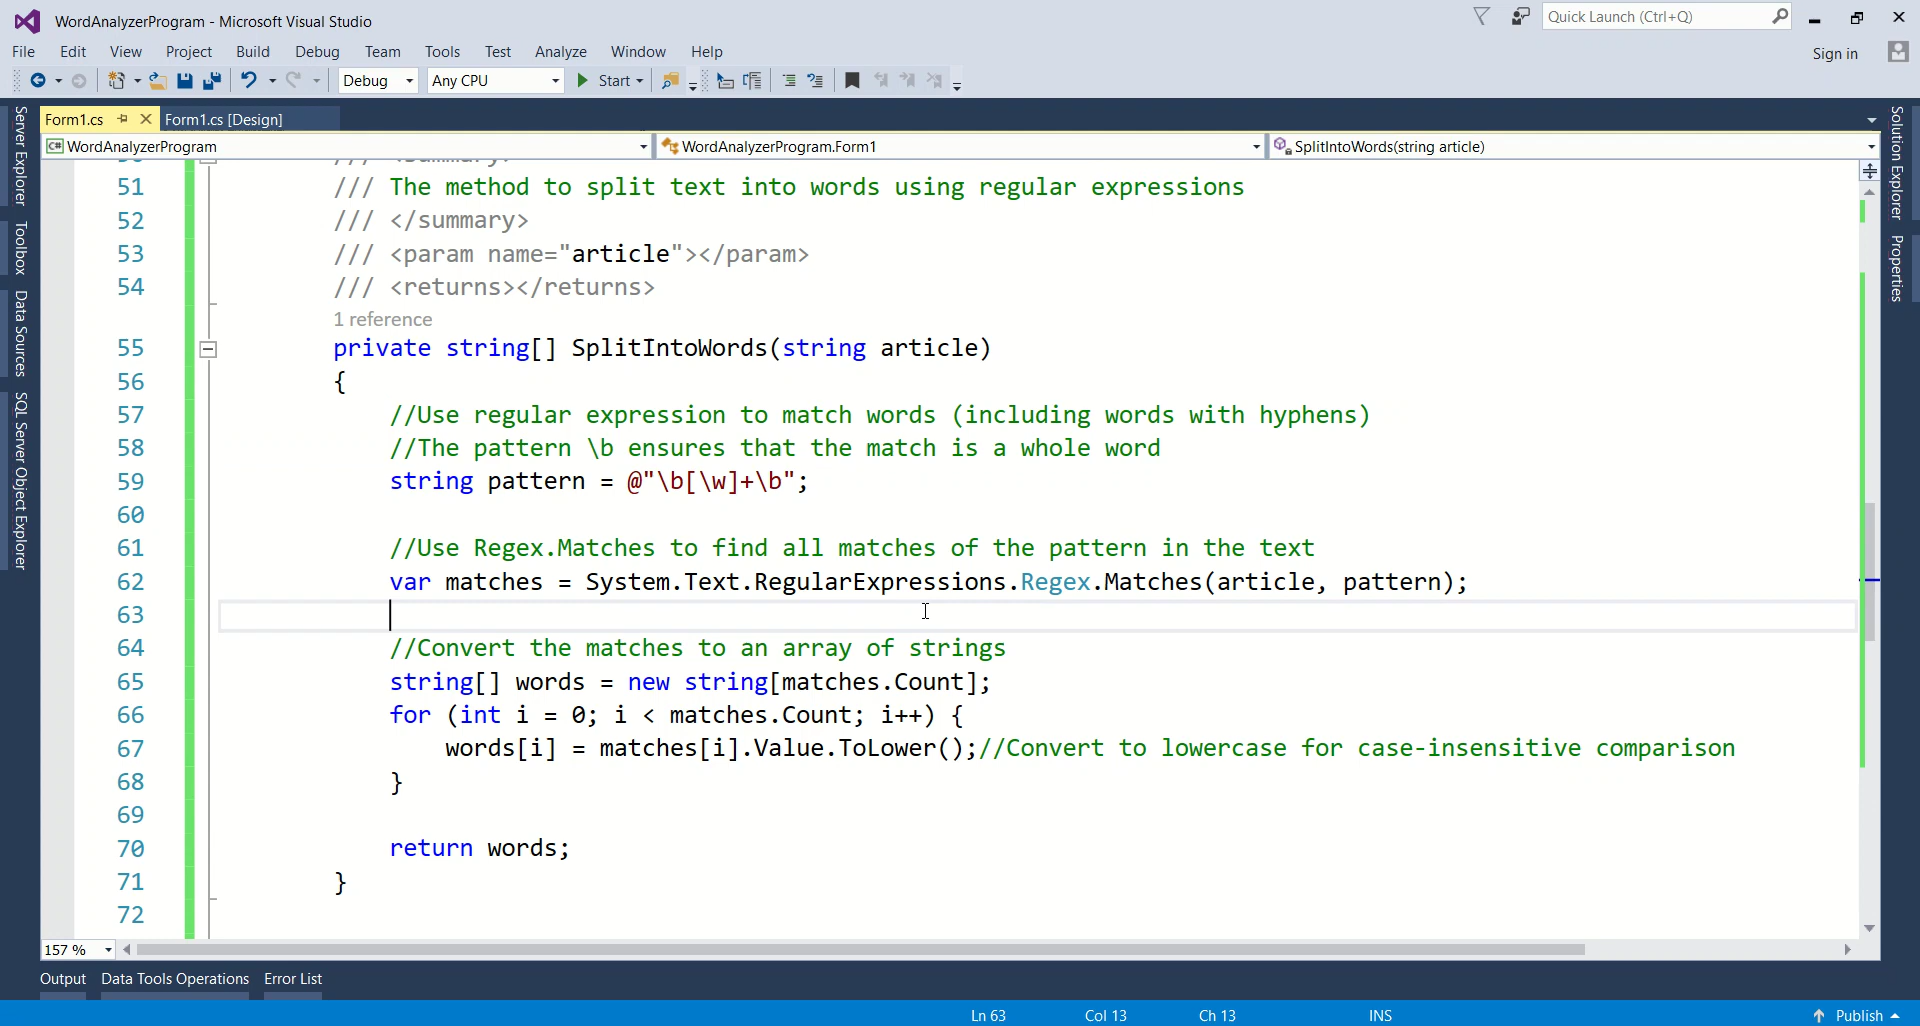 WordAnalyzerProgram - Microsoft Visual Studio
Quick Launch (Ctrl+Q)
File Edit View Project Build Debug Team Tools Test Analyze Window Help
Sign in
Debug Any CPU Start
Form1.cs Form1.cs [Design]
WordAnalyzerProgram WordAnalyzerProgram.Form1 SplitIntoWords(string article)
Server Explorer
Toolbox
Data Sources
SQL Server Object Explorer
Solution Explorer
Properties
51 /// The method to split text into words using regular expressions
52 /// </summary>
53 /// <param name="article"></param>
54 /// <returns></returns>
1 reference
55 private string[] SplitIntoWords(string article)
56 {
57 //Use regular expression to match words (including words with hyphens)
58 //The pattern \b ensures that the match is a whole word
59 string pattern = @"\b[\w]+\b";
60
61 //Use Regex.Matches to find all matches of the pattern in the text
62 var matches = System.Text.RegularExpressions.Regex.Matches(article, pattern);
63
64 //Convert the matches to an array of strings
65 string[] words = new string[matches.Count];
66 for (int i = 0; i < matches.Count; i++) {
67 words[i] = matches[i].Value.ToLower();//Convert to lowercase for case-insensitive comparison
68 }
69
70 return words;
71 }
72
157 %
Output Data Tools Operations Error List
Ln 63 Col 13 Ch 13 INS Publish